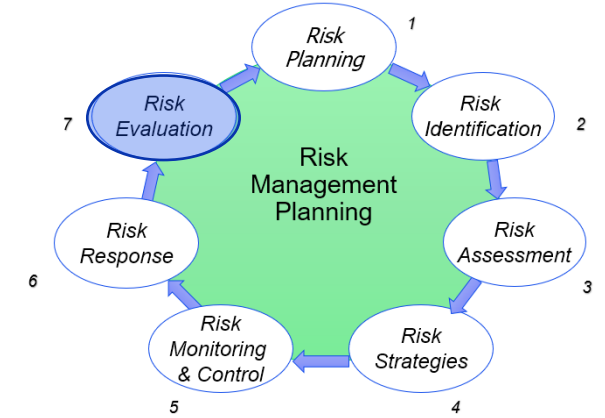 1
Risk
Planning
Risk
Identification
2
Risk
Assessment
3
Risk
Strategies
4
Risk
Monitoring
& Control
5
Risk
Response
6
Risk
Evaluation
7
Risk
Management
Planning